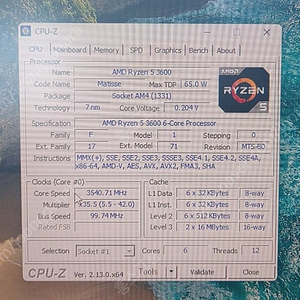 CPU-Z
CPU Mainboard Memory SPD Graphics Bench About
Processor
Name AMD Ryzen 5 3600
Code Name Matisse Max TDP 65.0 W
Package Socket AM4 (1331)
Technology 7 nm Core Voltage 0.204 V
AMD
RYZEN
5
Specification AMD Ryzen 5 3600 6-Core Processor
Family F Model 1 Stepping 0
Ext. Family 17 Ext. Model 71 Revision MTS-B0
Instructions MMX(+), SSE, SSE2, SSE3, SSSE3, SSE4.1, SSE4.2, SSE4A,
x86-64, AMD-V, AES, AVX, AVX2, FMA3, SHA
Clocks (Core #0)
Core Speed 3540.71 MHz
Multiplier x35.5 (5.5 - 42.0)
Bus Speed 99.74 MHz
Rated FSB
Cache
L1 Data 6 x 32 KBytes 8-way
L1 Inst. 6 x 32 KBytes 8-way
Level 2 6 x 512 KBytes 8-way
Level 3 2 x 16 MBytes 16-way
Selection Socket #1 Cores 6 Threads 12
CPU-Z Ver. 2.13.0.x64 Tools Validate Close